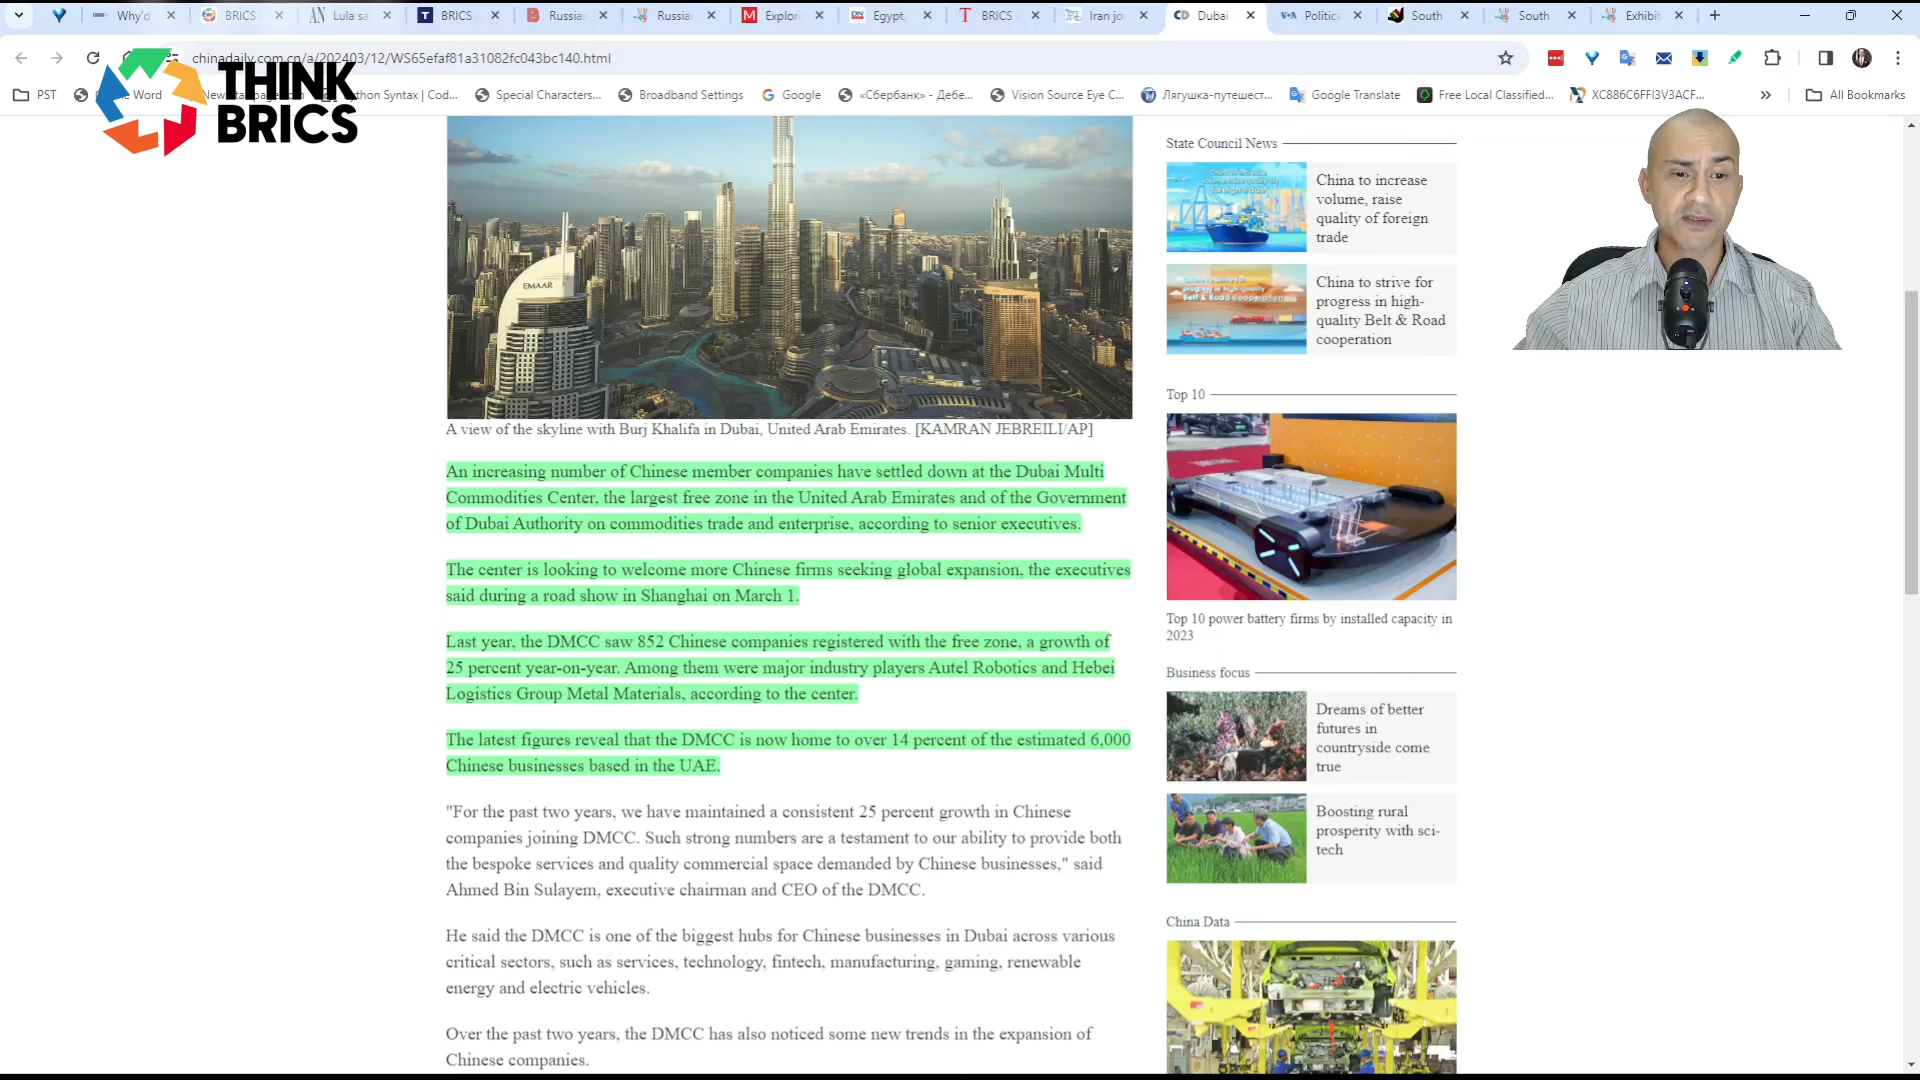 Why'd
BRICS
Lula sa
BRICS
Russian
Russia
Explor
Egypt,
BRICS
Iran jo
Dubai
Politica
South
South
Exhibit
chinadaily.com.cn/a/202403/12/WS65efaf81a31082fc043bc140.html
PST
Word
Python Syntax | Cod...
Special Characters...
Broadband Settings
Google
«Сбербанк» - Дебе...
Vision Source Eye C...
Лягушка-путешест...
Google Translate
Free Local Classified...
XC886C6FFI3V3ACF...
All Bookmarks
THINK
BRICS
EMAAR
A view of the skyline with Burj Khalifa in Dubai, United Arab Emirates. [KAMRAN JEBREILI/AP]
An increasing number of Chinese member companies have settled down at the Dubai Multi
Commodities Center, the largest free zone in the United Arab Emirates and of the Government
of Dubai Authority on commodities trade and enterprise, according to senior executives.
The center is looking to welcome more Chinese firms seeking global expansion, the executives
said during a road show in Shanghai on March 1.
Last year, the DMCC saw 852 Chinese companies registered with the free zone, a growth of
25 percent year-on-year. Among them were major industry players Autel Robotics and Hebei
Logistics Group Metal Materials, according to the center.
The latest figures reveal that the DMCC is now home to over 14 percent of the estimated 6,000
Chinese businesses based in the UAE.
"For the past two years, we have maintained a consistent 25 percent growth in Chinese
companies joining DMCC. Such strong numbers are a testament to our ability to provide both
the bespoke services and quality commercial space demanded by Chinese businesses," said
Ahmed Bin Sulayem, executive chairman and CEO of the DMCC.
He said the DMCC is one of the biggest hubs for Chinese businesses in Dubai across various
critical sectors, such as services, technology, fintech, manufacturing, gaming, renewable
energy and electric vehicles.
Over the past two years, the DMCC has also noticed some new trends in the expansion of
Chinese companies.
State Council News
China to increase
volume, raise
quality of foreign
trade
China to strive for
progress in high-
quality Belt & Road
cooperation
Top 10
Top 10 power battery firms by installed capacity in
2023
Business focus
Dreams of better
futures in
countryside come
true
Boosting rural
prosperity with sci-
tech
China Data